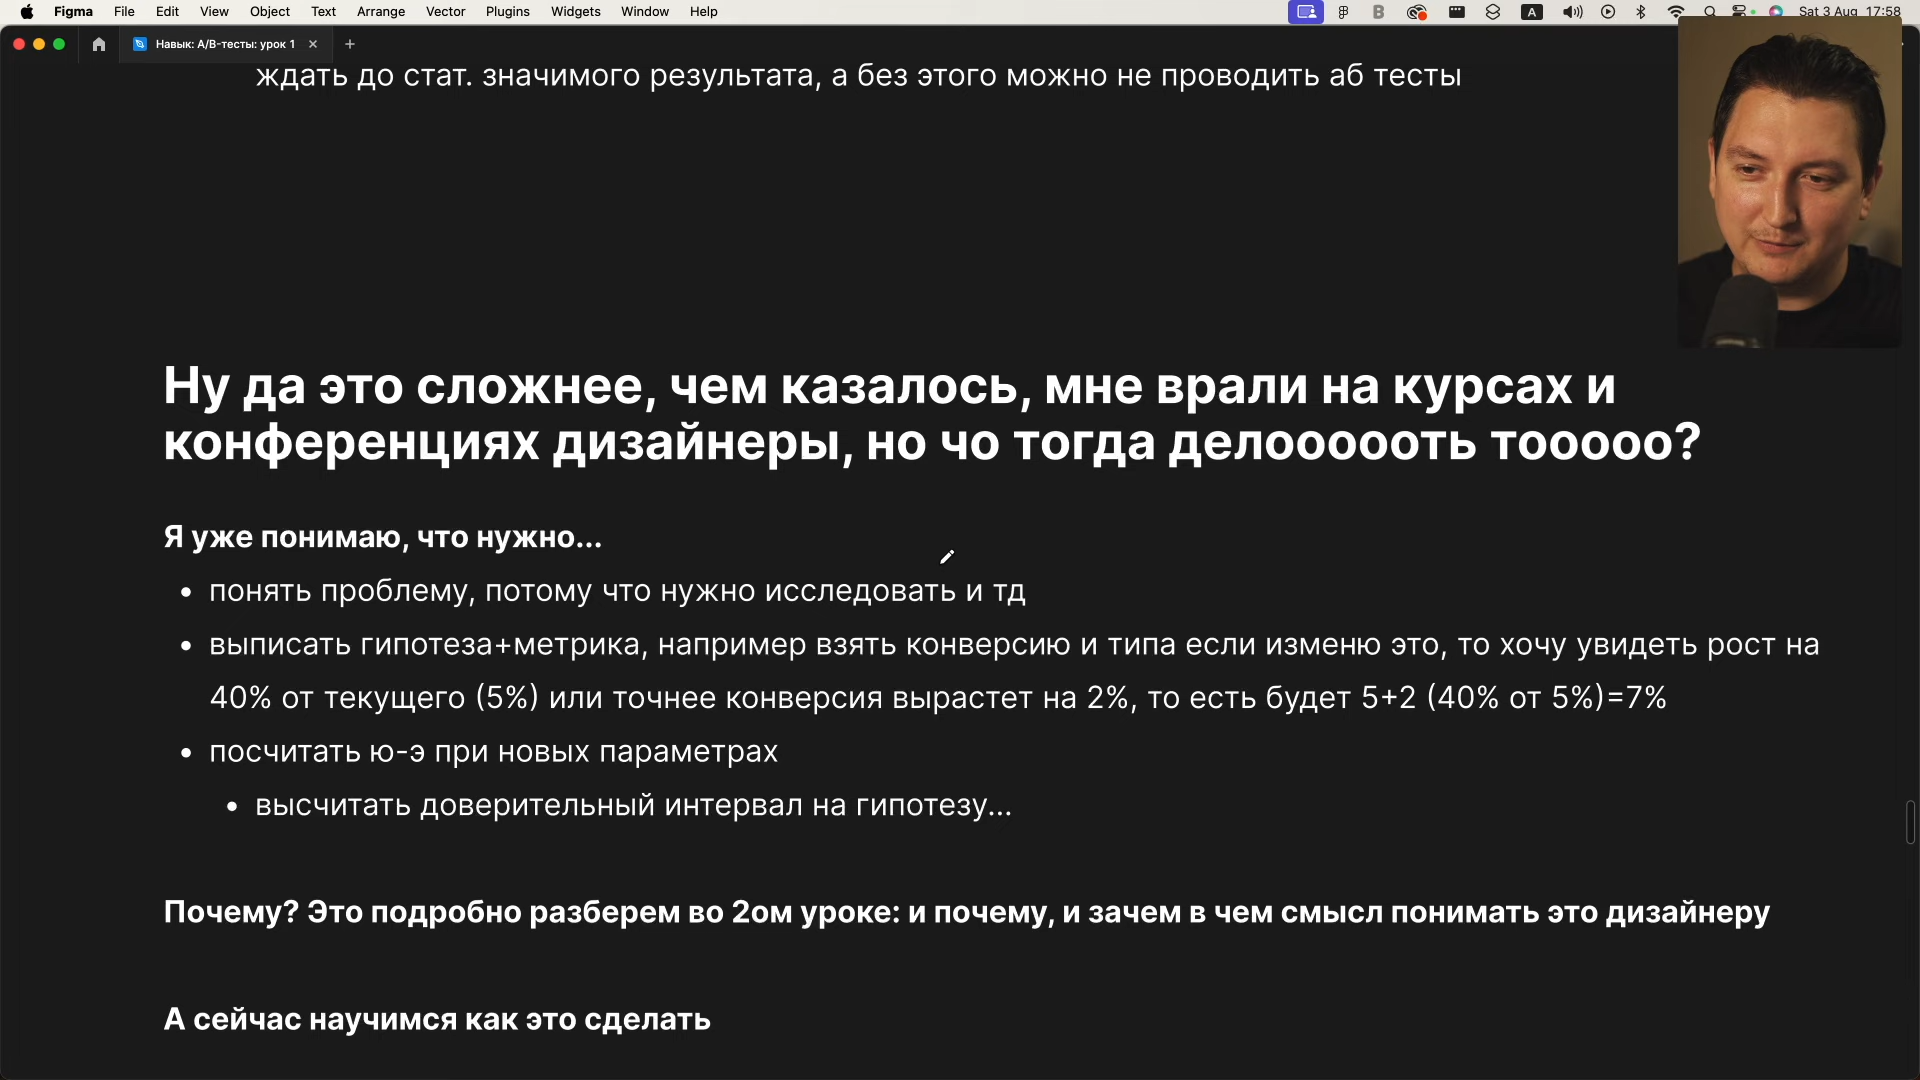 Figma File Edit View Object Text Arrange Vector Plugins Widgets Window Help Sat 3 Aug 17:58
Навык: A/B-тесты: урок 1
ждать до стат. значимого результата, а без этого можно не проводить аб тесты
Ну да это сложнее, чем казалось, мне врали на курсах и
конференциях дизайнеры, но чо тогда делоооооть тооооо?
Я уже понимаю, что нужно...
• понять проблему, потому что нужно исследовать и тд
• выписать гипотеза+метрика, например взять конверсию и типа если изменю это, то хочу увидеть рост на
40% от текущего (5%) или точнее конверсия вырастет на 2%, то есть будет 5+2 (40% от 5%)=7%
• посчитать ю-э при новых параметрах
• высчитать доверительный интервал на гипотезу...
Почему? Это подробно разберем во 2ом уроке: и почему, и зачем в чем смысл понимать это дизайнеру
А сейчас научимся как это сделать